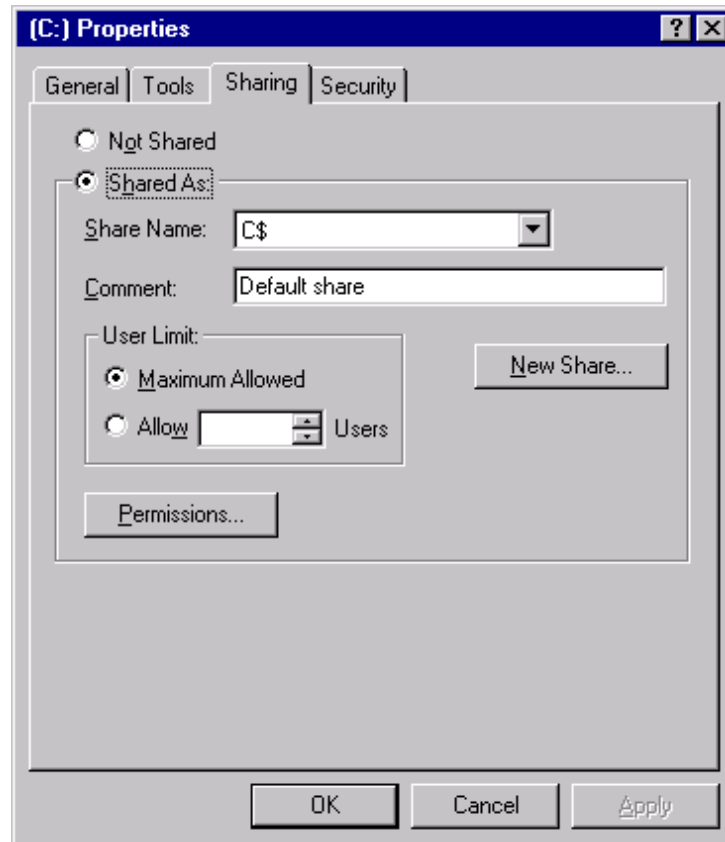 (C:) Properties
General Tools Sharing Security
Not Shared
Shared As:
Share Name: C$
Comment: Default share
User Limit:
Maximum Allowed
New Share...
Allow Users
Permissions...
OK Cancel Apply